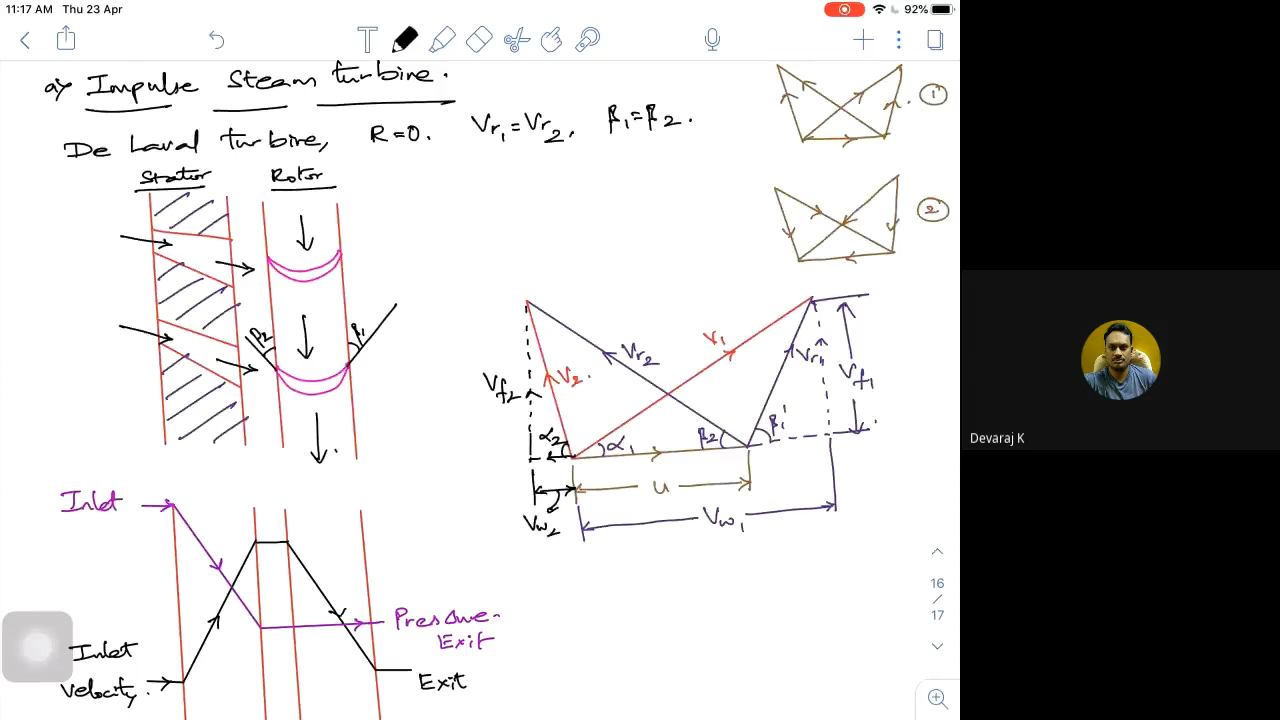 11:17 AM Thu 23 Apr
92%
a) Impulse Steam turbine.
De Laval turbine, R=0. Vr₁=Vr₂. β₁=β₂.
Stator Rotor
β₂ β₁
1
2
V₁
Vr₂
Vr₁
V₂
Vf₂
Vf₁
α₂ α₁ β₂ β₁
u
Vw₂
Vw₁
Inlet
Pressure
Exit
Inlet
velocity.
Exit
Devaraj K
16
/
17